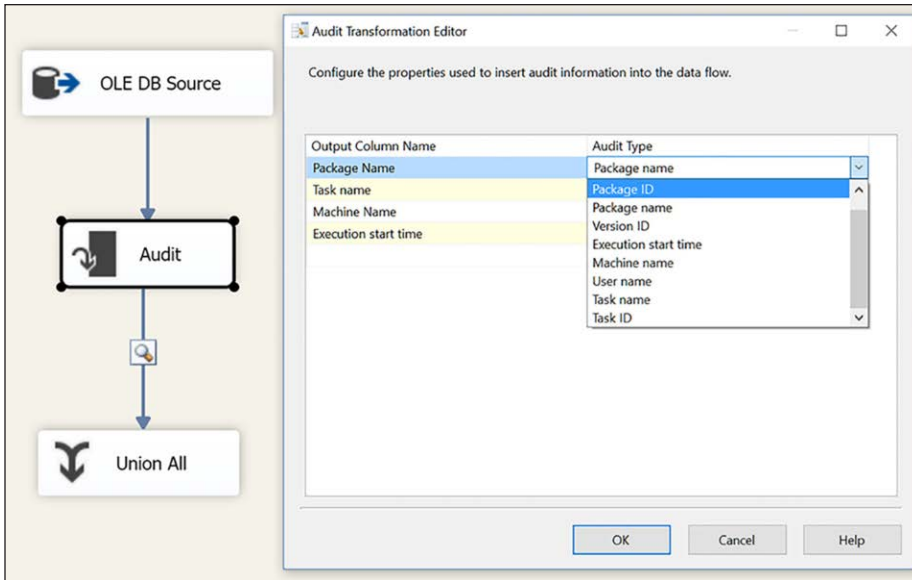 OLE DB Source
Audit
Union All
Audit Transformation Editor
Configure the properties used to insert audit information into the data flow.
Output Column Name Audit Type
Package Name Package name
Task name
Machine Name
Execution start time
Package ID
Package name
Version ID
Execution start time
Machine name
User name
Task name
Task ID
OK Cancel Help